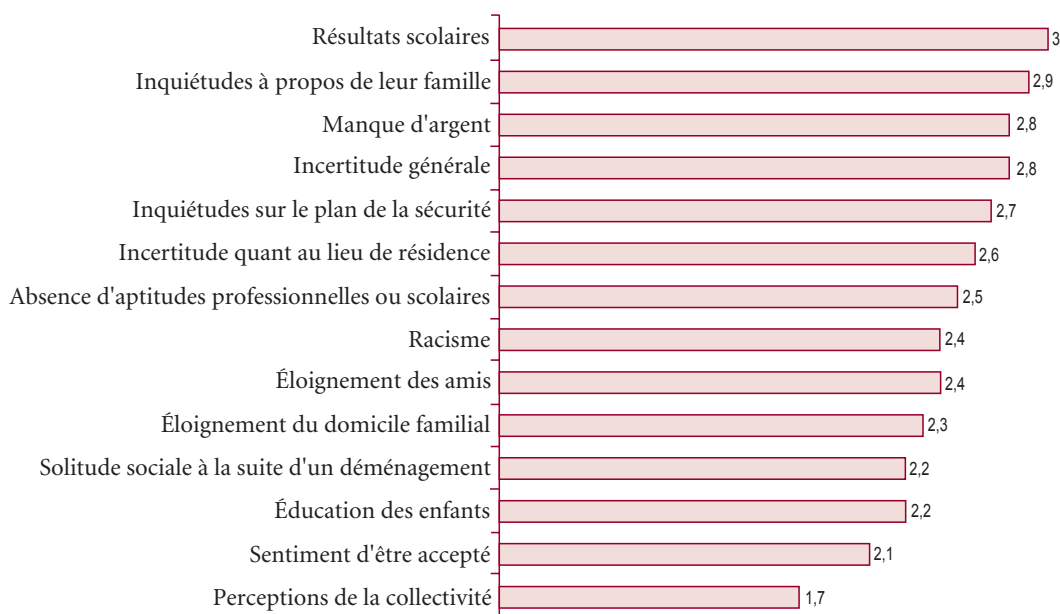 Résultats scolaires 3
Inquiétudes à propos de leur famille 2,9
Manque d'argent 2,8
Incertitude générale 2,8
Inquiétudes sur le plan de la sécurité 2,7
Incertitude quant au lieu de résidence 2,6
Absence d'aptitudes professionnelles ou scolaires 2,5
Racisme 2,4
Éloignement des amis 2,4
Éloignement du domicile familial 2,3
Solitude sociale à la suite d'un déménagement 2,2
Éducation des enfants 2,2
Sentiment d'être accepté 2,1
Perceptions de la collectivité 1,7